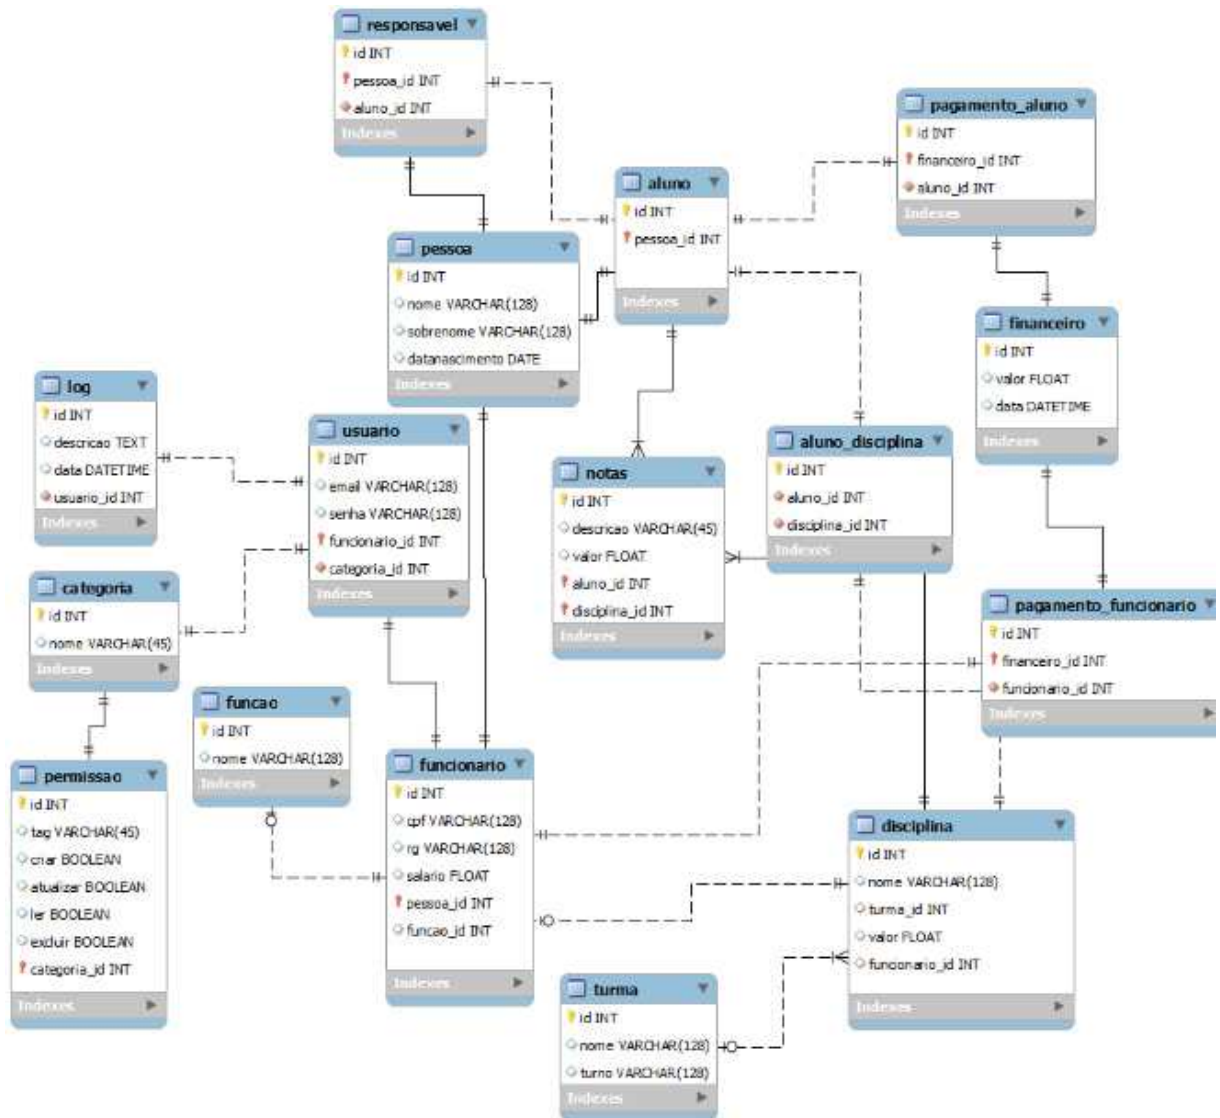 responsavel
id INT
pessoa_id INT
aluno_id INT
Indexes
pagamento_aluno
id INT
financeiro_id INT
aluno_id INT
Indexes
aluno
id INT
pessoa_id INT
Indexes
pessoa
id INT
nome VARCHAR(128)
sobrenome VARCHAR(128)
datanascimento DATE
Indexes
financeiro
id INT
valor FLOAT
data DATETIME
Indexes
log
id INT
descricao TEXT
data DATETIME
usuario_id INT
Indexes
usuario
id INT
email VARCHAR(128)
senha VARCHAR(128)
funcionario_id INT
categoria_id INT
Indexes
aluno_disciplina
id INT
aluno_id INT
disciplina_id INT
Indexes
notas
id INT
descricao VARCHAR(45)
valor FLOAT
aluno_id INT
disciplina_id INT
Indexes
categoria
id INT
nome VARCHAR(45)
Indexes
pagamento_funcionario
id INT
financeiro_id INT
funcionario_id INT
Indexes
funcao
id INT
nome VARCHAR(128)
Indexes
permissao
id INT
tag VARCHAR(45)
criar BOOLEAN
atualizar BOOLEAN
ler BOOLEAN
excluir BOOLEAN
categoria_id INT
Indexes
funcionario
id INT
cpf VARCHAR(128)
rg VARCHAR(128)
salario FLOAT
pessoa_id INT
funcao_id INT
Indexes
disciplina
id INT
nome VARCHAR(128)
turma_id INT
valor FLOAT
funcionario_id INT
Indexes
turma
id INT
nome VARCHAR(128)
turno VARCHAR(128)
Indexes